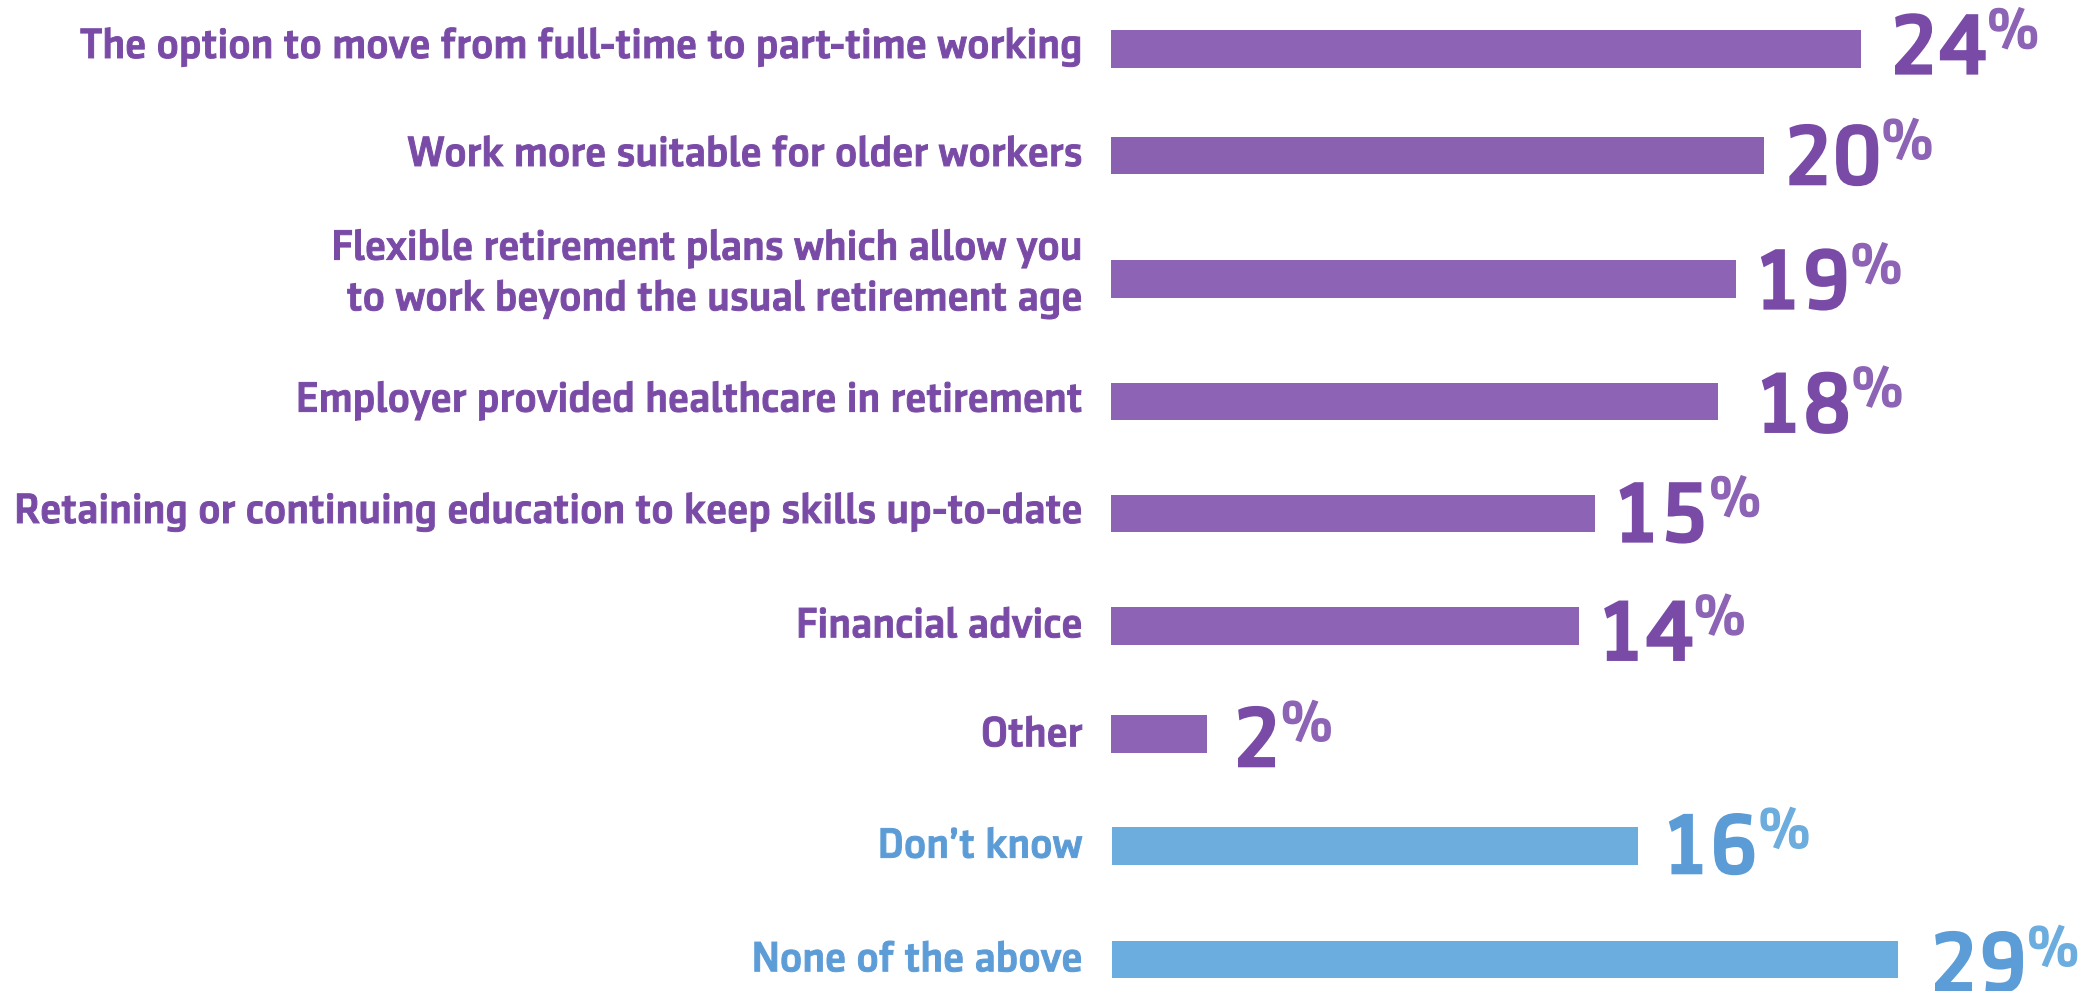 The option to move from full-time to part-time working 24%
Work more suitable for older workers 20%
Flexible retirement plans which allow you
to work beyond the usual retirement age 19%
Employer provided healthcare in retirement 18%
Retaining or continuing education to keep skills up-to-date 15%
Financial advice 14%
Other 2%
Don’t know 16%
None of the above 29%